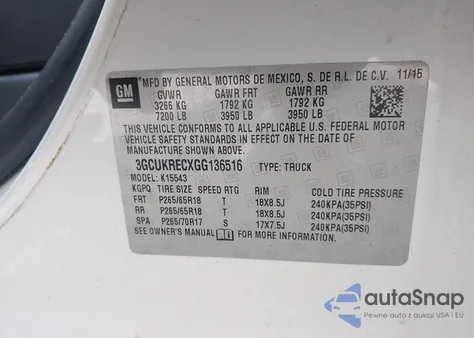 GM
MFD BY GENERAL MOTORS DE MEXICO, S. DE R.L. DE C.V. 11/15
GVWR GAWR FRT GAWR RR
3266 KG 1792 KG 1792 KG
7200 LB 3950 LB 3950 LB
THIS VEHICLE CONFORMS TO ALL APPLICABLE U.S. FEDERAL MOTOR
VEHICLE SAFETY STANDARDS IN EFFECT ON THE DATE OF
MANUFACTURE SHOWN ABOVE.
3GCUKRECXGG136516 TYPE: TRUCK
MODEL: K15543
KGPQ TIRE SIZE SPEED RTG RIM COLD TIRE PRESSURE
FRT P265/65R18 T 18X8.5J 240KPA(35PSI)
RR P265/65R18 T 18X8.5J 240KPA(35PSI)
SPA P265/70R17 S 17X7.5J 240KPA(35PSI)
SEE OWNER'S MANUAL FOR MORE INFORMATION.
autoSnap
Pewne auta z aukcji USA i EU